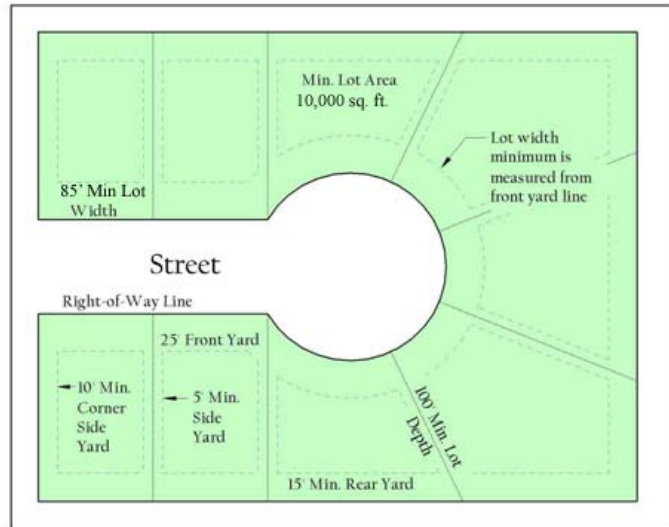 Min. Lot Area
10,000 sq. ft.
Lot width
minimum is
measured from
front yard line
85' Min Lot
Width
Street
Right-of-Way Line
25' Front Yard
10' Min.
Corner
Side
Yard
5' Min.
Side
Yard
100' Min. Lot
Depth
15' Min. Rear Yard